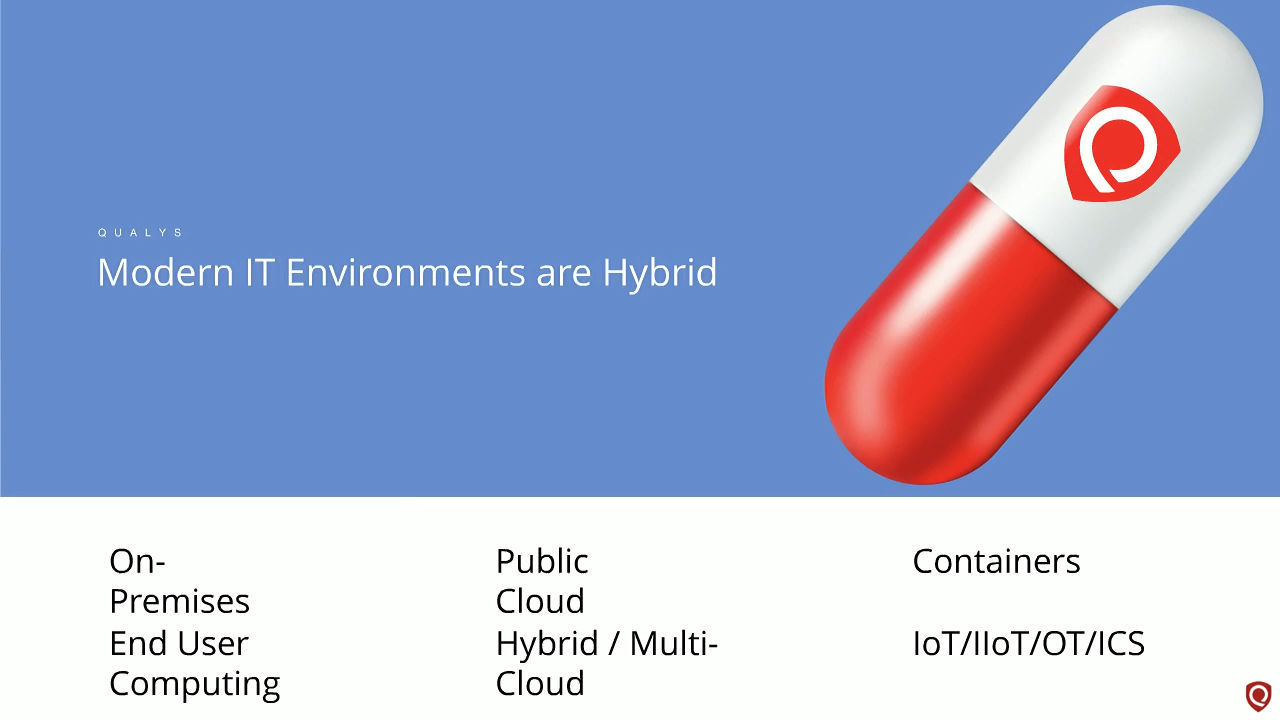 QUALYS
Modern IT Environments are Hybrid
On-
Premises
End User
Computing
Public
Cloud
Hybrid / Multi-
Cloud
Containers
IoT/IIoT/OT/ICS